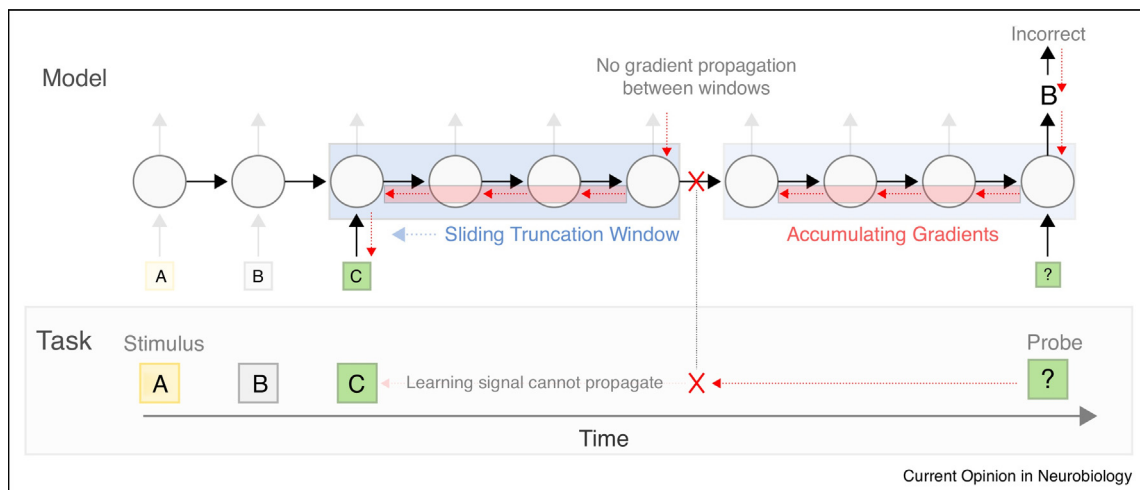 Incorrect
Model
No gradient propagation
between windows
B
Sliding Truncation Window
Accumulating Gradients
A
B
C
?
Task
Stimulus
Probe
A
B
C
Learning signal cannot propagate
?
Time
Current Opinion in Neurobiology